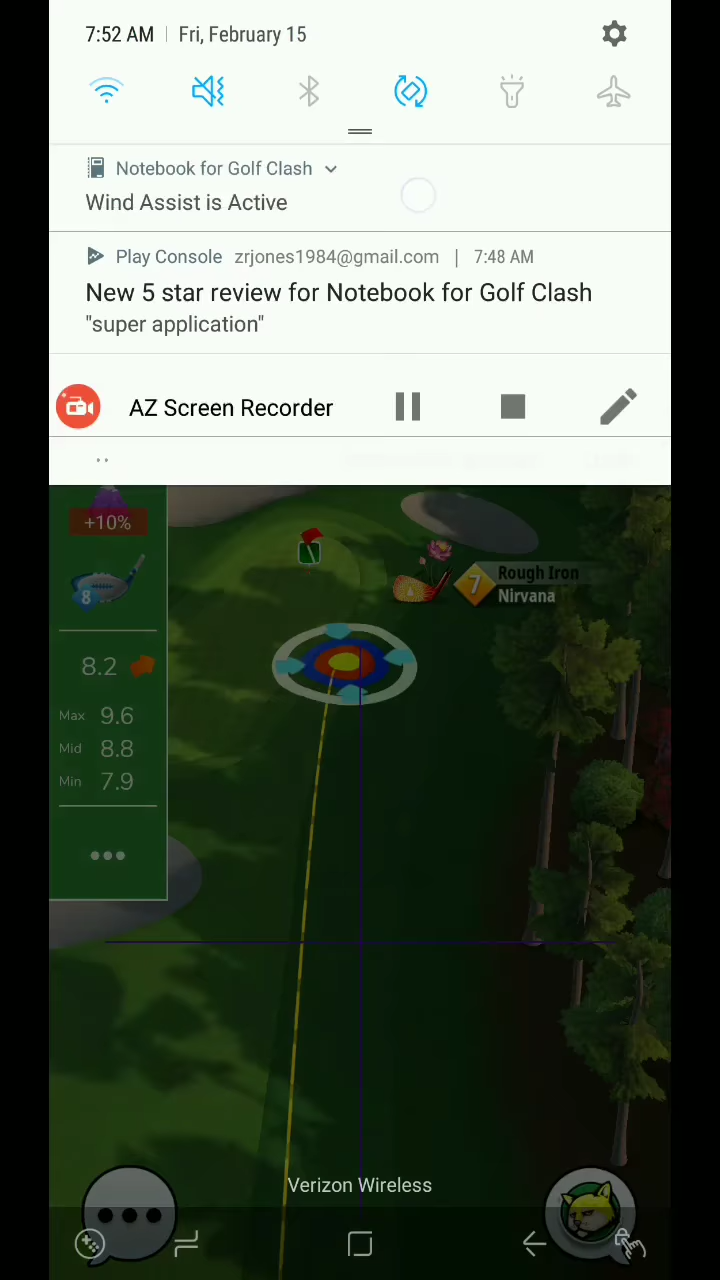 7:52 AM | Fri, February 15
Notebook for Golf Clash
Wind Assist is Active
Play Console zrjones1984@gmail.com | 7:48 AM
New 5 star review for Notebook for Golf Clash
"super application"
AZ Screen Recorder
+10%
8
8.2
Max 9.6
Mid 8.8
Min 7.9
7
Rough Iron
Nirvana
Verizon Wireless